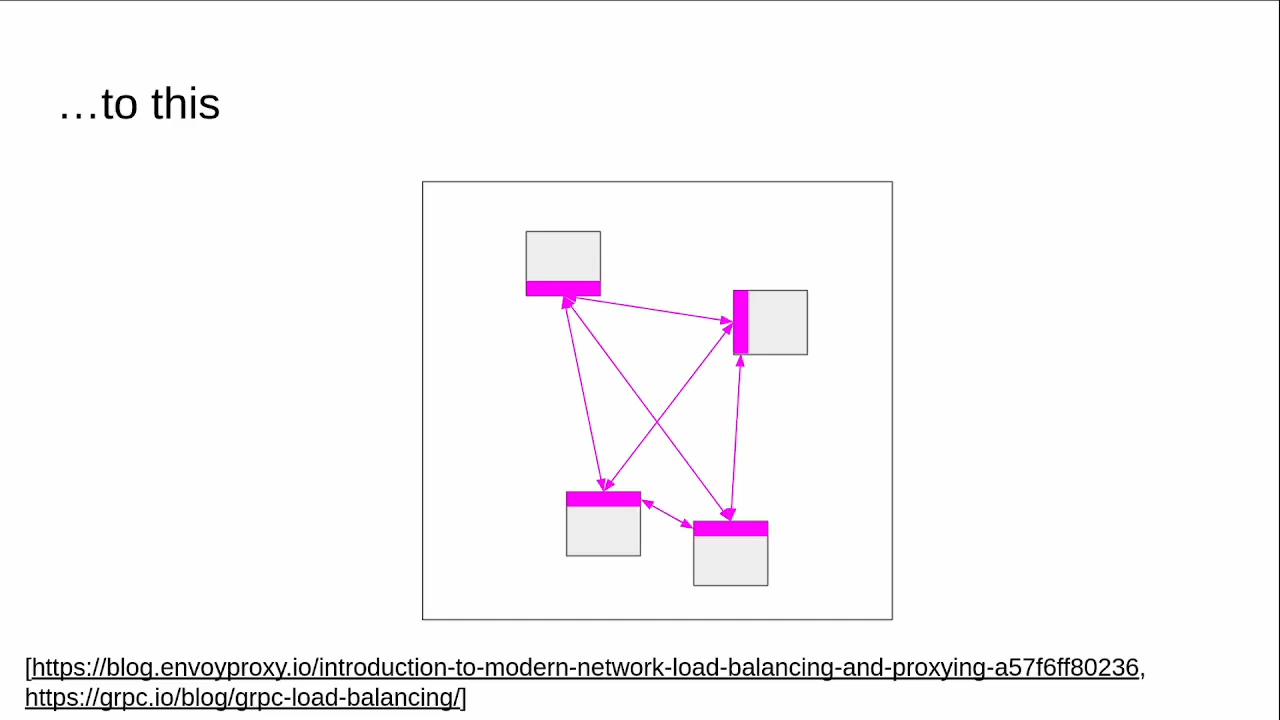 …to this
[https://blog.envoyproxy.io/introduction-to-modern-network-load-balancing-and-proxying-a57f6ff80236,
https://grpc.io/blog/grpc-load-balancing/]